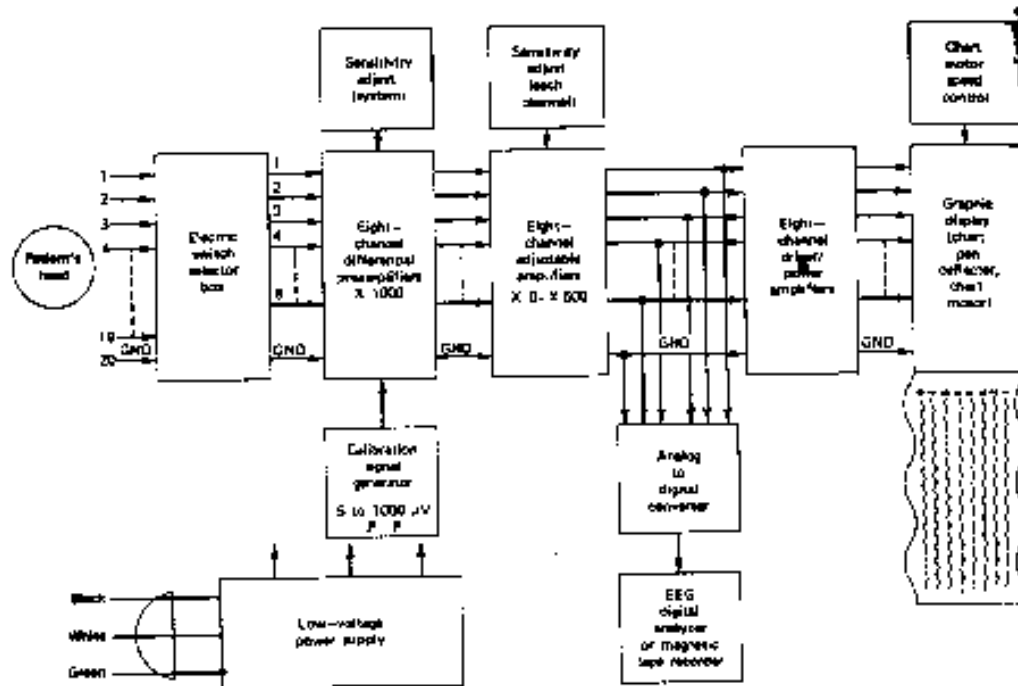 Sensitivity
adjust
(system)
Sensitivity
adjust
(each
channel)
Chart
motor
speed
control
1
2
3
4
19
GND
20
Patient's
head
Electric
switch
selector
box
1
2
3
4
8
GND
Eight-
channel
differential
preamplifiers
X 1000
GND
Eight-
channel
adjustable
amplifiers
X 0- X 500
GND
Eight-
channel
driver/
power
amplifiers
GND
Graphic
display
(chart
pen
deflector,
chart
motor)
Calibration
signal
generator
5 to 1000 μV
P P
Analog
to
digital
converter
EEG
digital
analyzer
or magnetic
tape recorder
Black
White
Green
Low-voltage
power supply